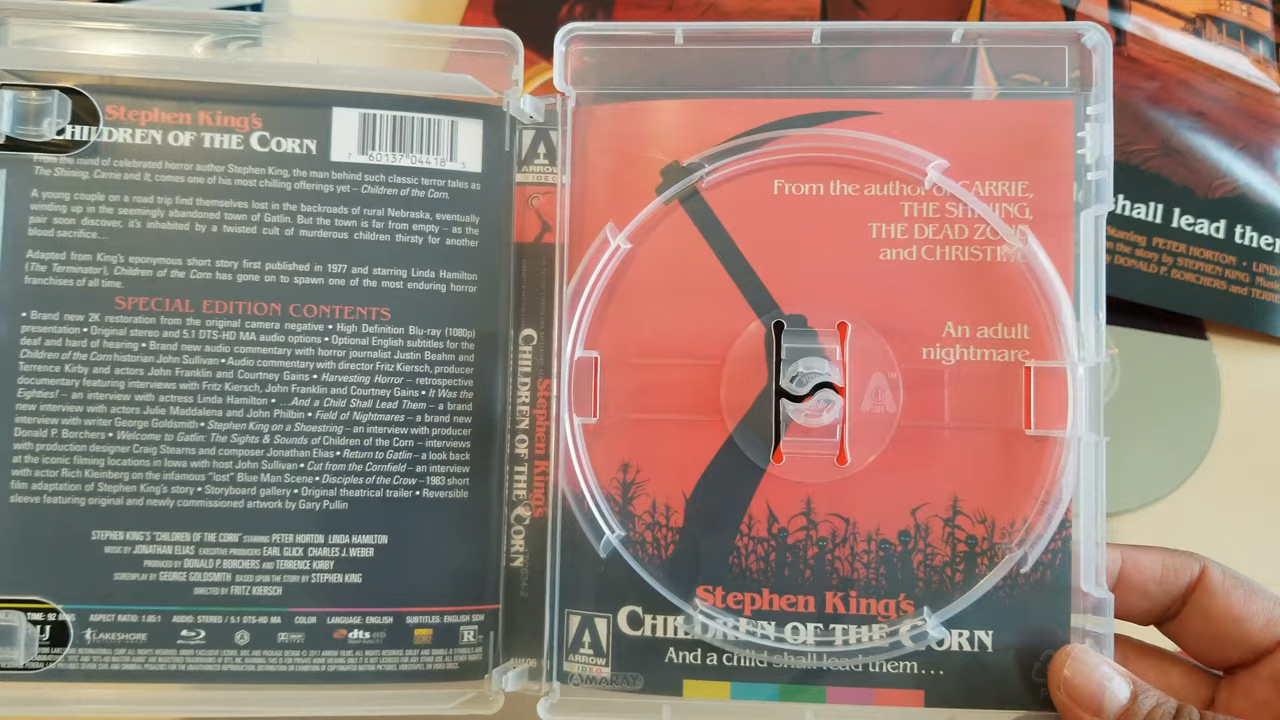 Stephen King's
CHILDREN OF THE CORN
7 60137 04418 5
From the mind of celebrated horror author Stephen King, the man behind such classic terror tales as
The Shining, Carrie and It, comes one of his most chilling offerings yet – Children of the Corn.
A young couple on a road trip find themselves lost in the backroads of rural Nebraska, eventually
winding up in the seemingly abandoned town of Gatlin. But the town is far from empty – as the
pair soon discover, it's inhabited by a twisted cult of murderous children thirsty for another
blood sacrifice...
Adapted from King's eponymous short story first published in 1977 and starring Linda Hamilton
(The Terminator), Children of the Corn has gone on to spawn one of the most enduring horror
franchises of all time.
SPECIAL EDITION CONTENTS
• Brand new 2K restoration from the original camera negative • High Definition Blu-ray (1080p)
presentation • Original stereo and 5.1 DTS-HD MA audio options • Optional English subtitles for the
deaf and hard of hearing • Brand new audio commentary with horror journalist Justin Beahm and
Children of the Corn historian John Sullivan • Audio commentary with director Fritz Kiersch, producer
Terrence Kirby and actors John Franklin and Courtney Gains • Harvesting Horror – retrospective
documentary featuring interviews with Fritz Kiersch, John Franklin and Courtney Gains • It Was the
Eighties! – an interview with actress Linda Hamilton • ...And a Child Shall Lead Them – a brand
new interview with actors Julie Maddalena and John Philbin • Field of Nightmares – a brand new
interview with writer George Goldsmith • Stephen King on a Shoestring – an interview with producer
Donald P. Borchers • Welcome to Gatlin: The Sights & Sounds of Children of the Corn – interviews
with production designer Craig Stearns and composer Jonathan Elias • Return to Gatlin – a look back
at the iconic filming locations in Iowa with host John Sullivan • Cut from the Cornfield – an interview
with actor Rich Kleinberg on the infamous "lost" Blue Man Scene • Disciples of the Crow – 1983 short
film adaptation of Stephen King's story • Storyboard gallery • Original theatrical trailer • Reversible
sleeve featuring original and newly commissioned artwork by Gary Pullin
STEPHEN KING'S "CHILDREN OF THE CORN" STARRING PETER HORTON LINDA HAMILTON
MUSIC BY JONATHAN ELIAS EXECUTIVE PRODUCERS EARL GLICK CHARLES J. WEBER
PRODUCED BY DONALD P. BORCHERS AND TERRENCE KIRBY
SCREENPLAY BY GEORGE GOLDSMITH BASED UPON THE STORY BY STEPHEN KING
DIRECTED BY FRITZ KIERSCH
TIME: 92 MINS ASPECT RATIO: 1.85:1 AUDIO: STEREO / 5.1 DTS-HD MA COLOR LANGUAGE: ENGLISH SUBTITLES: ENGLISH SDH
LAKESHORE
dts-HD
R
ARROW
VIDEO
Stephen King's
CHILDREN OF THE CORN
From the author of CARRIE,
THE SHINING,
THE DEAD ZONE
and CHRISTINE
An adult
nightmare.
Stephen King's
CHILDREN OF THE CORN
And a child shall lead them...
ARROW
VIDEO
AMARAY
shall lead them
Starring PETER HORTON • LINDA
the story by STEPHEN KING Music
DONALD P. BORCHERS and TERR